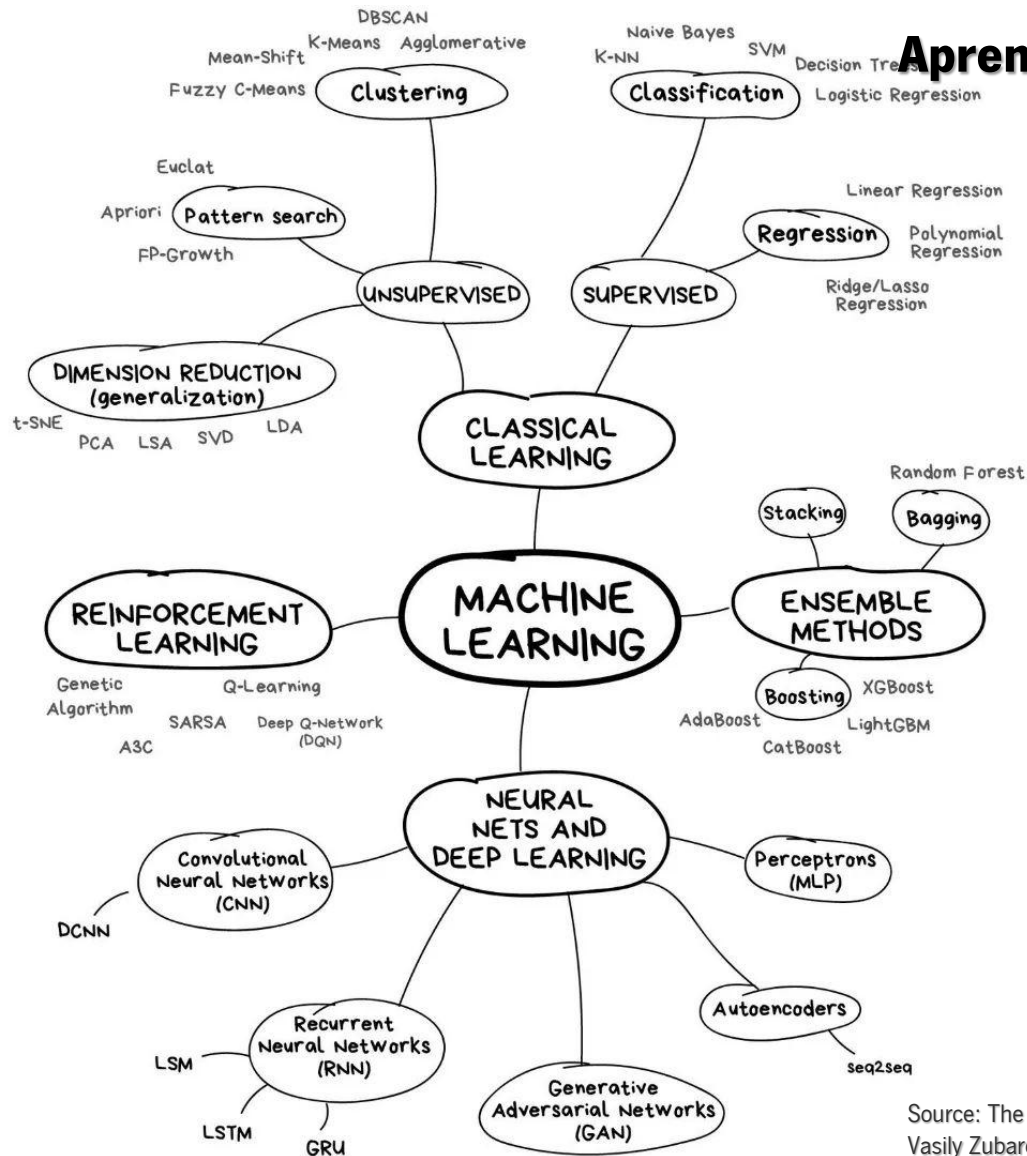 DBSCAN
K-Means Agglomerative
Mean-Shift
Fuzzy C-Means
Clustering
Naive Bayes
K-NN
SVM
Decision Trees
Apren
Classification
Logistic Regression
Euclat
Apriori
Pattern search
FP-Growth
Linear Regression
Regression
Polynomial
Regression
Ridge/Lasso
Regression
UNSUPERVISED
SUPERVISED
DIMENSION REDUCTION
(generalization)
t-SNE
PCA
LSA
SVD
LDA
CLASSICAL
LEARNING
Random Forest
Stacking
Bagging
REINFORCEMENT
LEARNING
MACHINE
LEARNING
ENSEMBLE
METHODS
Genetic
Algorithm
Q-Learning
SARSA
Deep Q-Network
(DQN)
A3C
Boosting
XGBoost
AdaBoost
LightGBM
CatBoost
NEURAL
NETS AND
DEEP LEARNING
Convolutional
Neural Networks
(CNN)
DCNN
Perceptrons
(MLP)
Autoencoders
seq2seq
Recurrent
Neural Networks
(RNN)
LSM
LSTM
GRU
Generative
Adversarial Networks
(GAN)
Source: The
Vasily Zubar